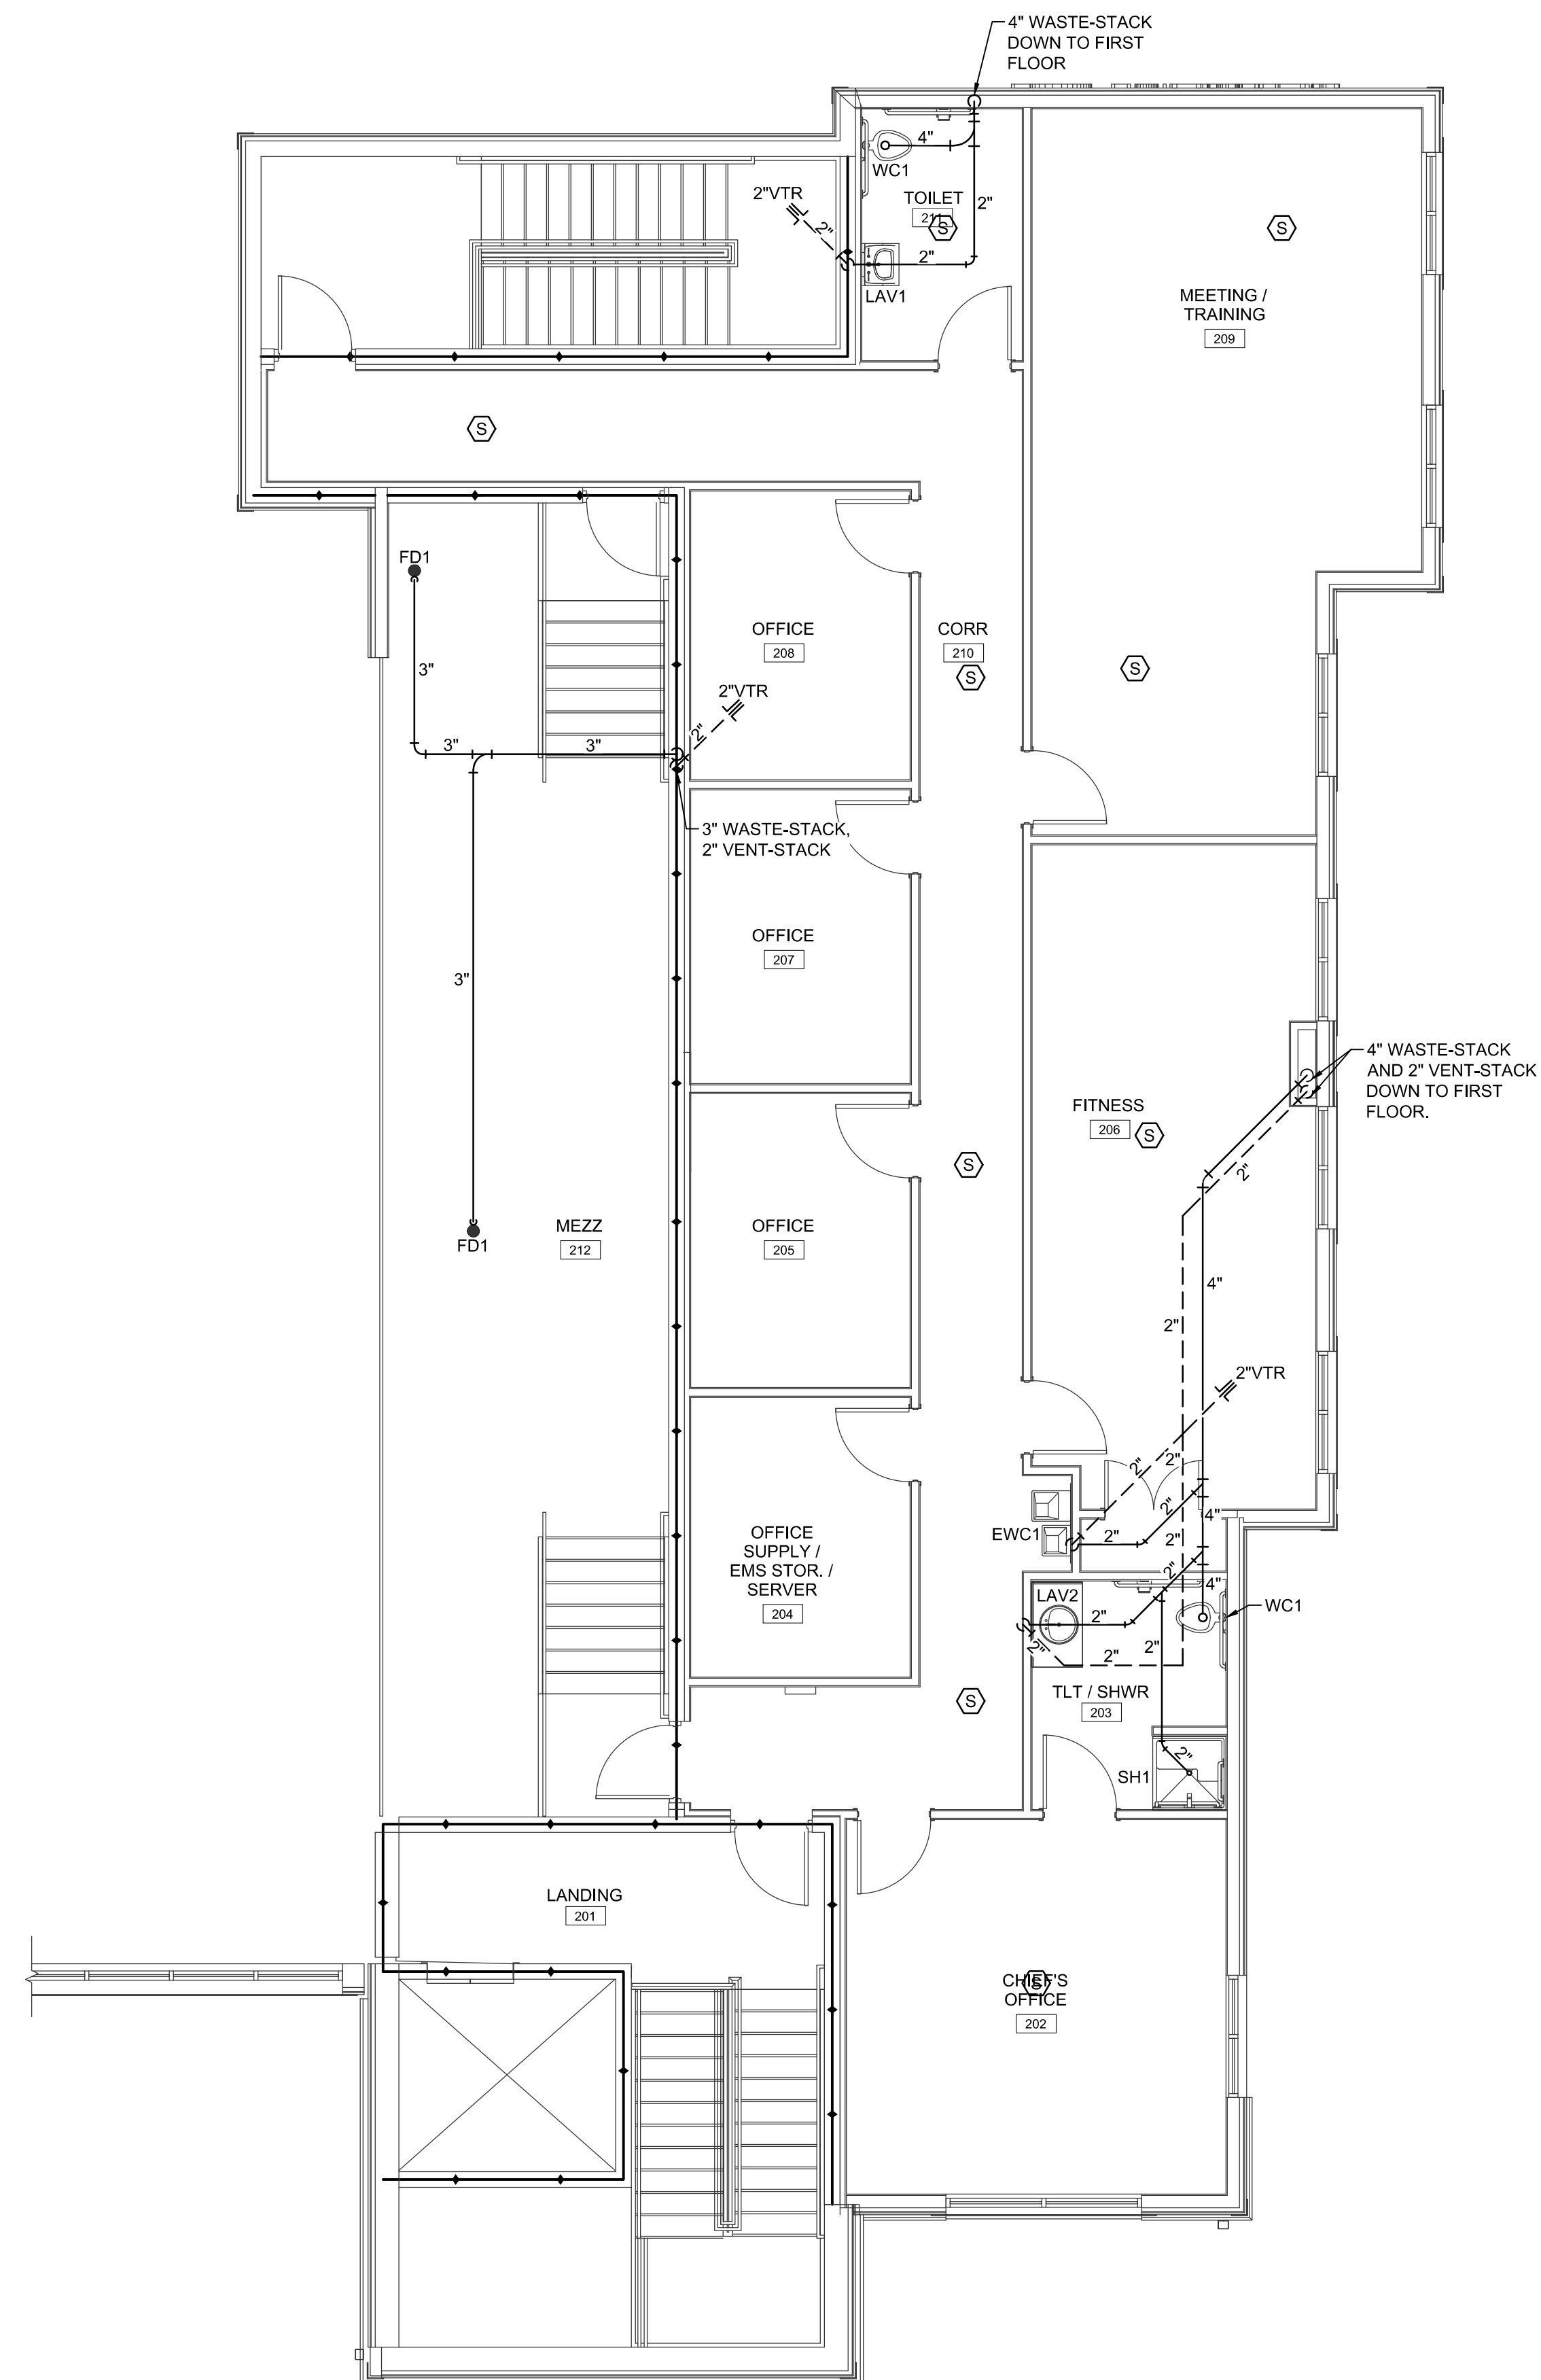 4" WASTE-STACK
DOWN TO FIRST
FLOOR
4"
WC1
2"VTR
2"
TOILET
211
S
2"
2"
LAV1
S
MEETING /
TRAINING
209
S
FD1
3"
3"
3"
OFFICE
208
CORR
210
S
S
2"VTR
2"
3" WASTE-STACK,
2" VENT-STACK
OFFICE
207
3"
4" WASTE-STACK
AND 2" VENT-STACK
DOWN TO FIRST
FLOOR.
FITNESS
206
S
S
2"
MEZZ
212
FD1
OFFICE
205
4"
2"
2"VTR
2"
2"
2"
4"
EWC1
2"
2"
OFFICE
SUPPLY /
EMS STOR. /
SERVER
204
2"
4"
LAV2
2"
WC1
2"
2"
2"
TLT / SHWR
203
S
2"
SH1
LANDING
201
CHIEF'S
OFFICE
S
202